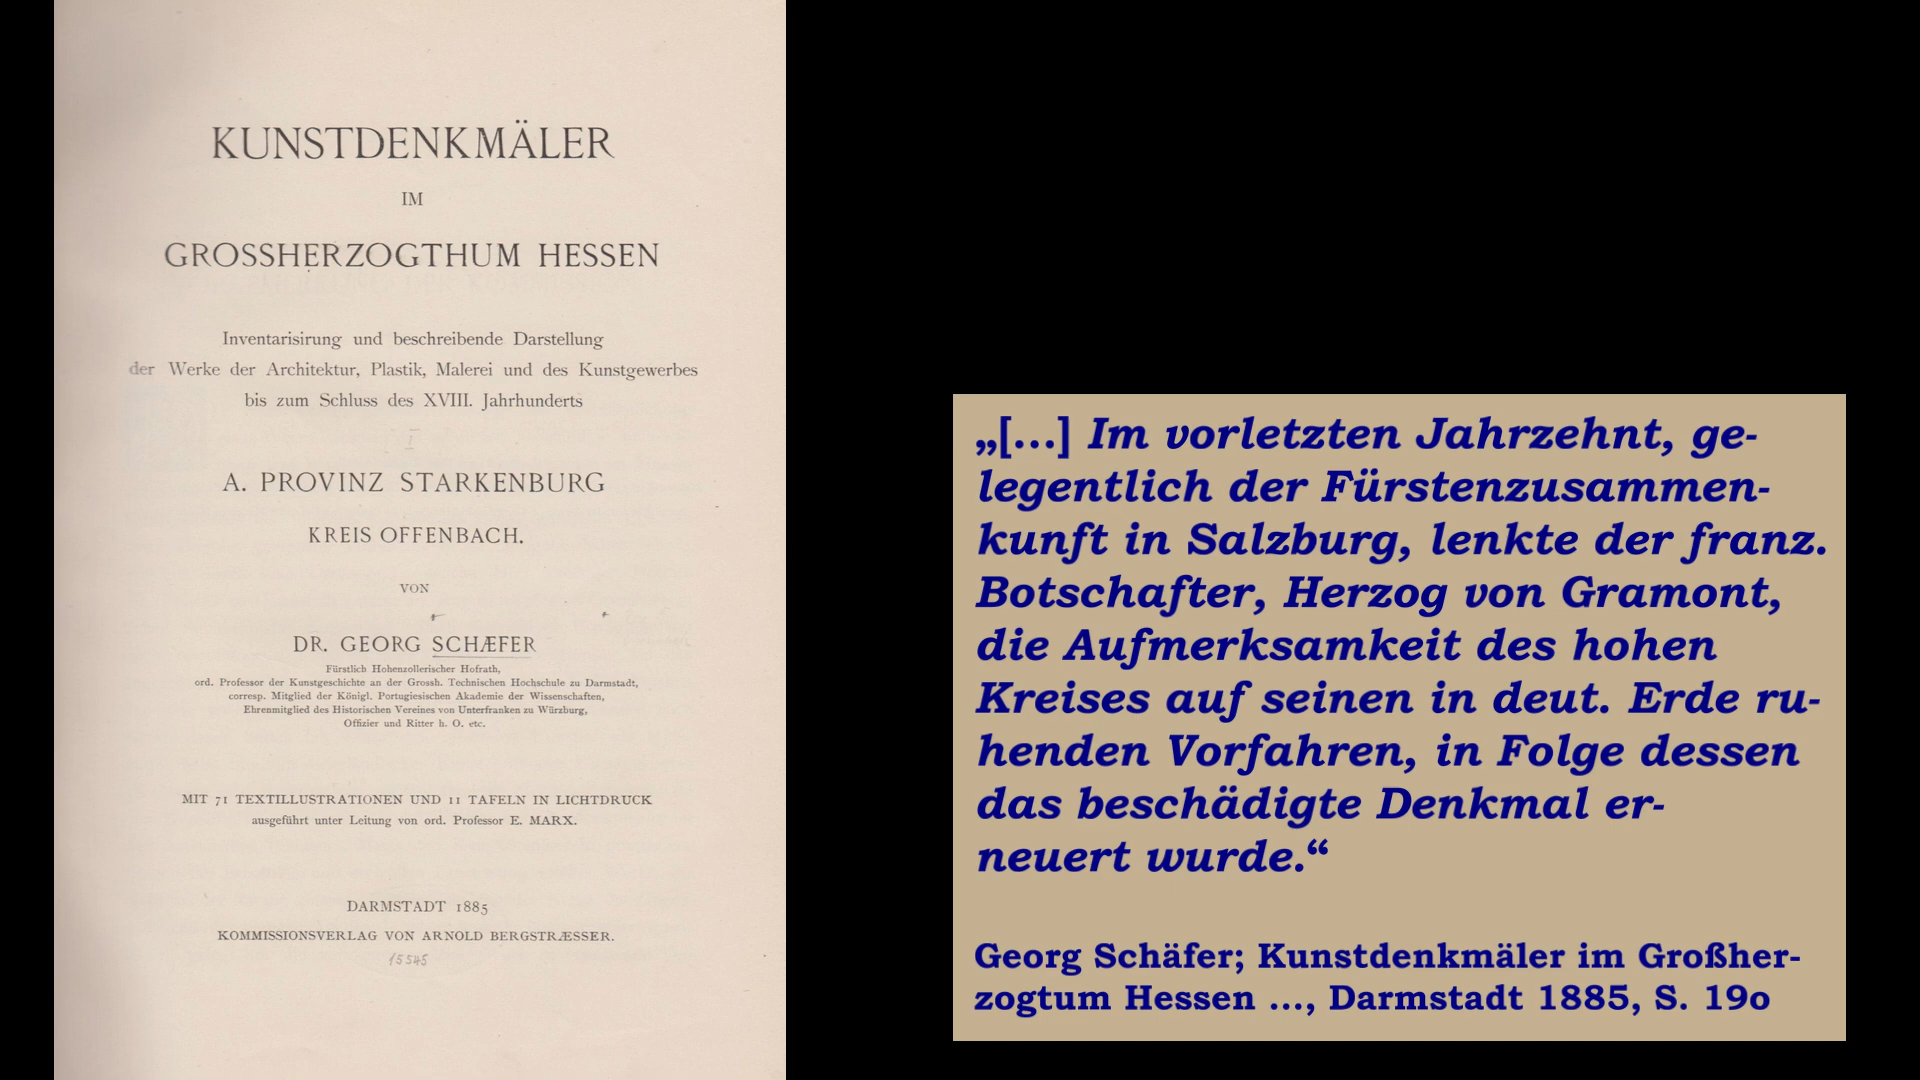 KUNSTDENKMÄLER
IM
GROSSHERZOGTHUM HESSEN
Inventarisirung und beschreibende Darstellung
der Werke der Architektur, Plastik, Malerei und des Kunstgewerbes
bis zum Schluss des XVIII. Jahrhunderts
I
A. PROVINZ STARKENBURG
KREIS OFFENBACH.
VON
DR. GEORG SCHÆFER
Fürstlich Hohenzollerischer Hofrath,
ord. Professor der Kunstgeschichte an der Grossh. Technischen Hochschule zu Darmstadt,
corresp. Mitglied der Königl. Portugiesischen Akademie der Wissenschaften,
Ehrenmitglied des Historischen Vereines von Unterfranken zu Würzburg,
Offizier und Ritter h. O. etc.
MIT 71 TEXTILLUSTRATIONEN UND 11 TAFELN IN LICHTDRUCK
ausgeführt unter Leitung von ord. Professor E. MARX.
DARMSTADT 1885
KOMMISSIONSVERLAG VON ARNOLD BERGSTRÆSSER.
15545
„[...] Im vorletzten Jahrzehnt, ge-
legentlich der Fürstenzusammen-
kunft in Salzburg, lenkte der franz.
Botschafter, Herzog von Gramont,
die Aufmerksamkeit des hohen
Kreises auf seinen in deut. Erde ru-
henden Vorfahren, in Folge dessen
das beschädigte Denkmal er-
neuert wurde.“
Georg Schäfer; Kunstdenkmäler im Großher-
zogtum Hessen ..., Darmstadt 1885, S. 19o